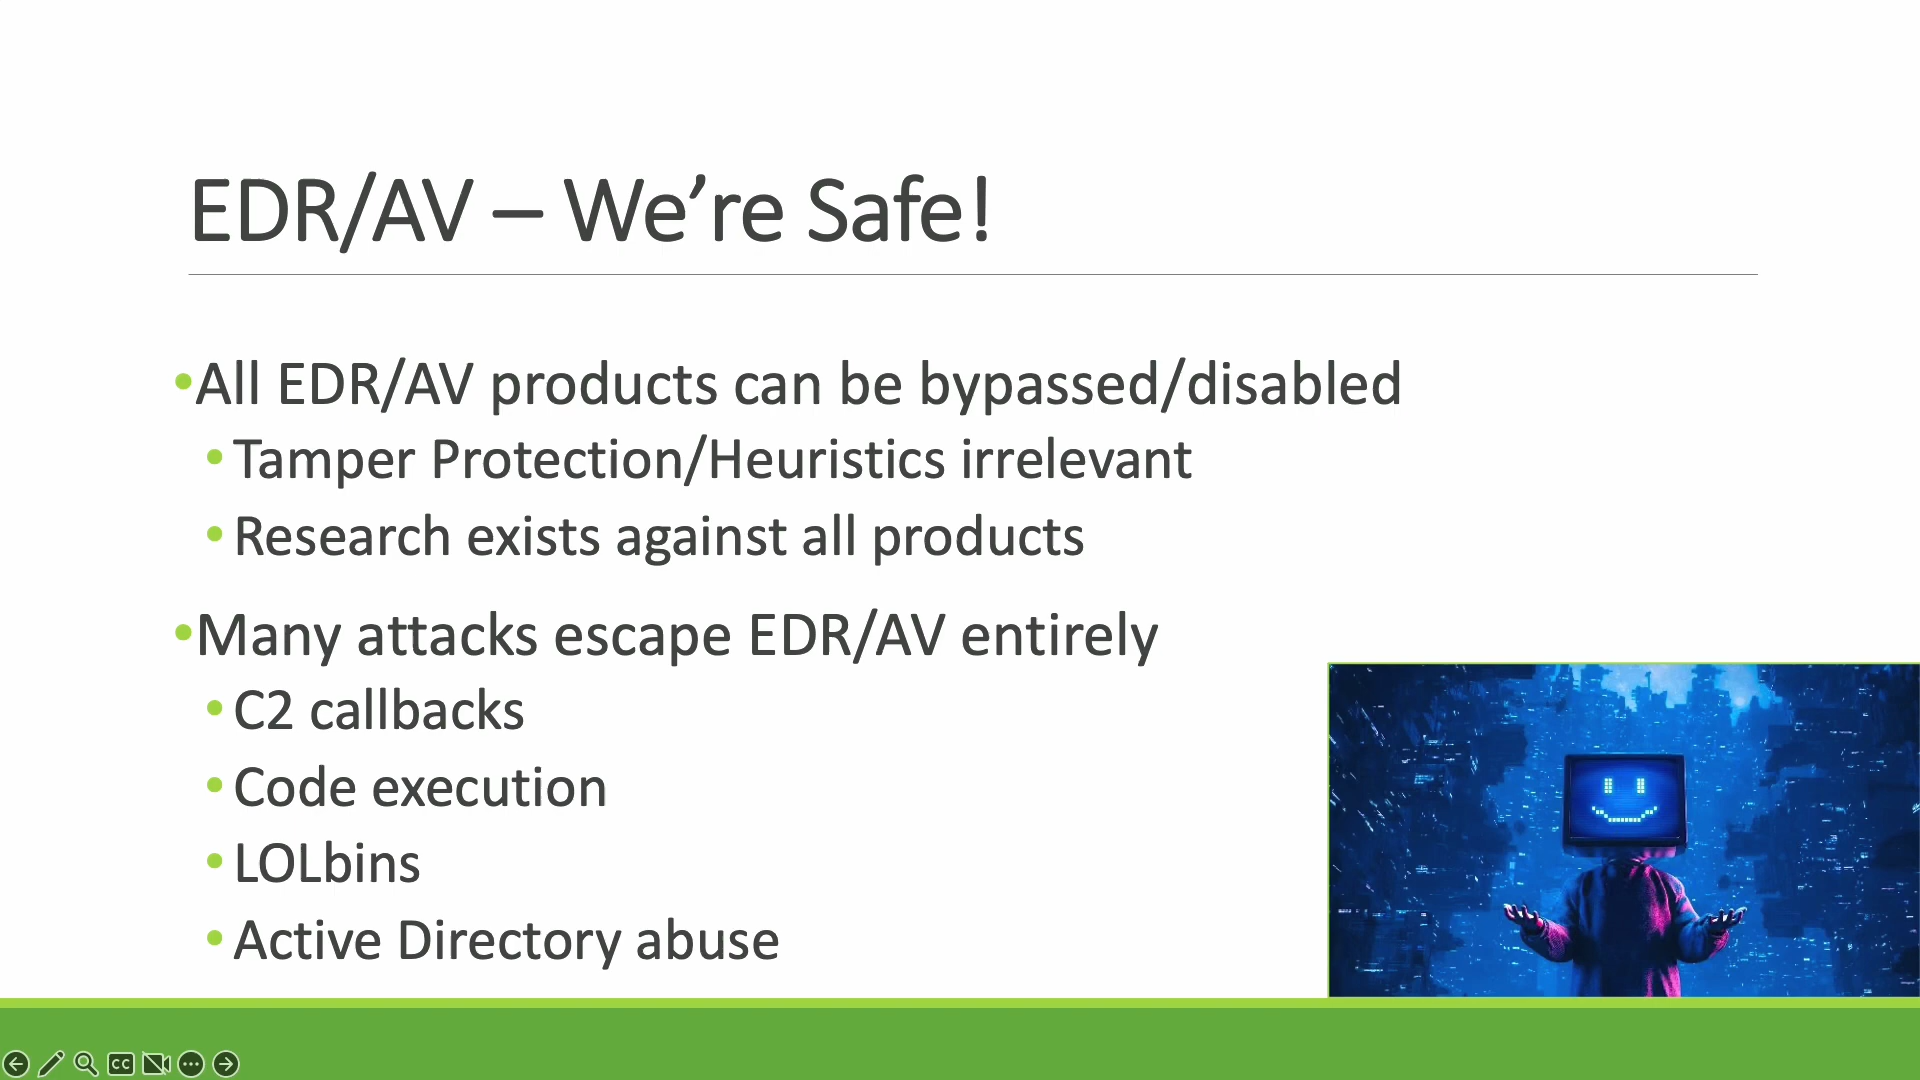 EDR/AV – We’re Safe!
•All EDR/AV products can be bypassed/disabled
•Tamper Protection/Heuristics irrelevant
•Research exists against all products
•Many attacks escape EDR/AV entirely
•C2 callbacks
•Code execution
•LOLbins
•Active Directory abuse
CC